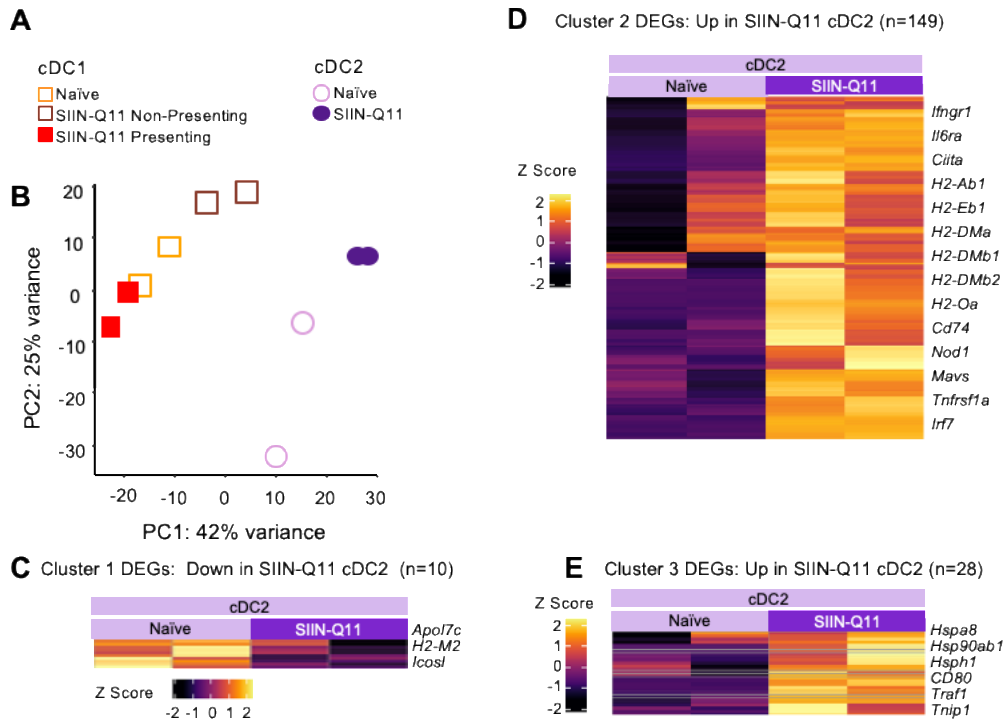 A
cDC1
Naïve
SIIN-Q11 Non-Presenting
SIIN-Q11 Presenting
cDC2
Naïve
SIIN-Q11
B
20
10
0
-10
-20
-30
PC2: 25% variance
-20
-10
0
10
20
30
PC1: 42% variance
C
Cluster 1 DEGs: Down in SIIN-Q11 cDC2 (n=10)
cDC2
Naïve
SIIN-Q11
Apol7c
H2-M2
Icosl
Z Score
-2 -1 0 1 2
D
Cluster 2 DEGs: Up in SIIN-Q11 cDC2 (n=149)
cDC2
Naïve
SIIN-Q11
Z Score
2
1
0
-1
-2
Ifngr1
Il6ra
Ciita
H2-Ab1
H2-Eb1
H2-DMa
H2-DMb1
H2-DMb2
H2-Oa
Cd74
Nod1
Mavs
Tnfrsf1a
Irf7
E
Cluster 3 DEGs: Up in SIIN-Q11 cDC2 (n=28)
Z Score
2
1
0
-1
-2
cDC2
Naïve
SIIN-Q11
Hspa8
Hsp90ab1
Hsph1
CD80
Traf1
Tnip1